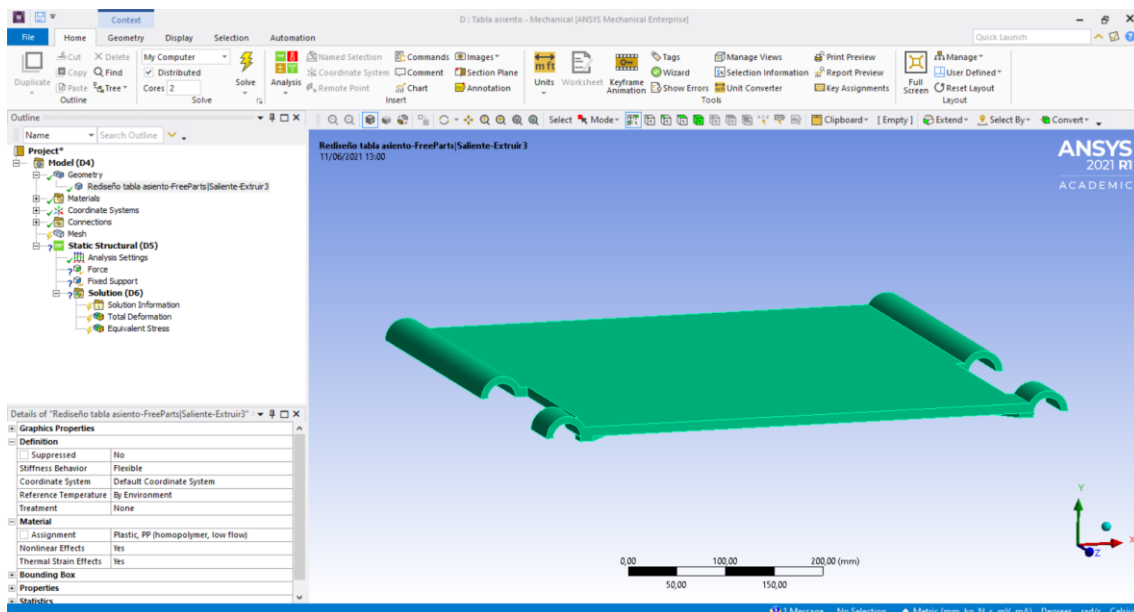 Context
D : Tabla asiento - Mechanical [ANSYS Mechanical Enterprise]
File Home Geometry Display Selection Automation
Quick Launch
Duplicate
Cut
Delete
Copy
Find
Paste
Tree
Outline
My Computer
Distributed
Cores 2
Solve
Solve
Analysis
Named Selection
Coordinate System
Remote Point
Commands
Comment
Chart
Images
Section Plane
Annotation
Insert
Units
Worksheet
Keyframe
Animation
Tags
Wizard
Show Errors
Manage Views
Selection Information
Unit Converter
Print Preview
Report Preview
Key Assignments
Tools
Full
Screen
Manage
User Defined
Reset Layout
Layout
Outline
Select Mode Clipboard [Empty] Extend Select By Convert
Name Search Outline
Project*
Model (D4)
Geometry
Rediseño tabla asiento-FreeParts|Saliente-Extruir3
Materials
Coordinate Systems
Connections
Mesh
Static Structural (D5)
Analysis Settings
Force
Fixed Support
Solution (D6)
Solution Information
Total Deformation
Equivalent Stress
Rediseño tabla asiento-FreeParts|Saliente-Extruir3
11/06/2021 13:00
ANSYS
2021 R1
ACADEMIC
Details of "Rediseño tabla asiento-FreeParts|Saliente-Extruir3"
Graphics Properties
Definition
Suppressed No
Stiffness Behavior Flexible
Coordinate System Default Coordinate System
Reference Temperature By Environment
Treatment None
Material
Assignment Plastic, PP (homopolymer, low flow)
Nonlinear Effects Yes
Thermal Strain Effects Yes
Bounding Box
Properties
Statistics
0,00 100,00 200,00 (mm)
50,00 150,00
Y
X
Z
1 Message No Selection Metric (mm, kg, N, s, mV, mA) Degrees rad/s Celsius